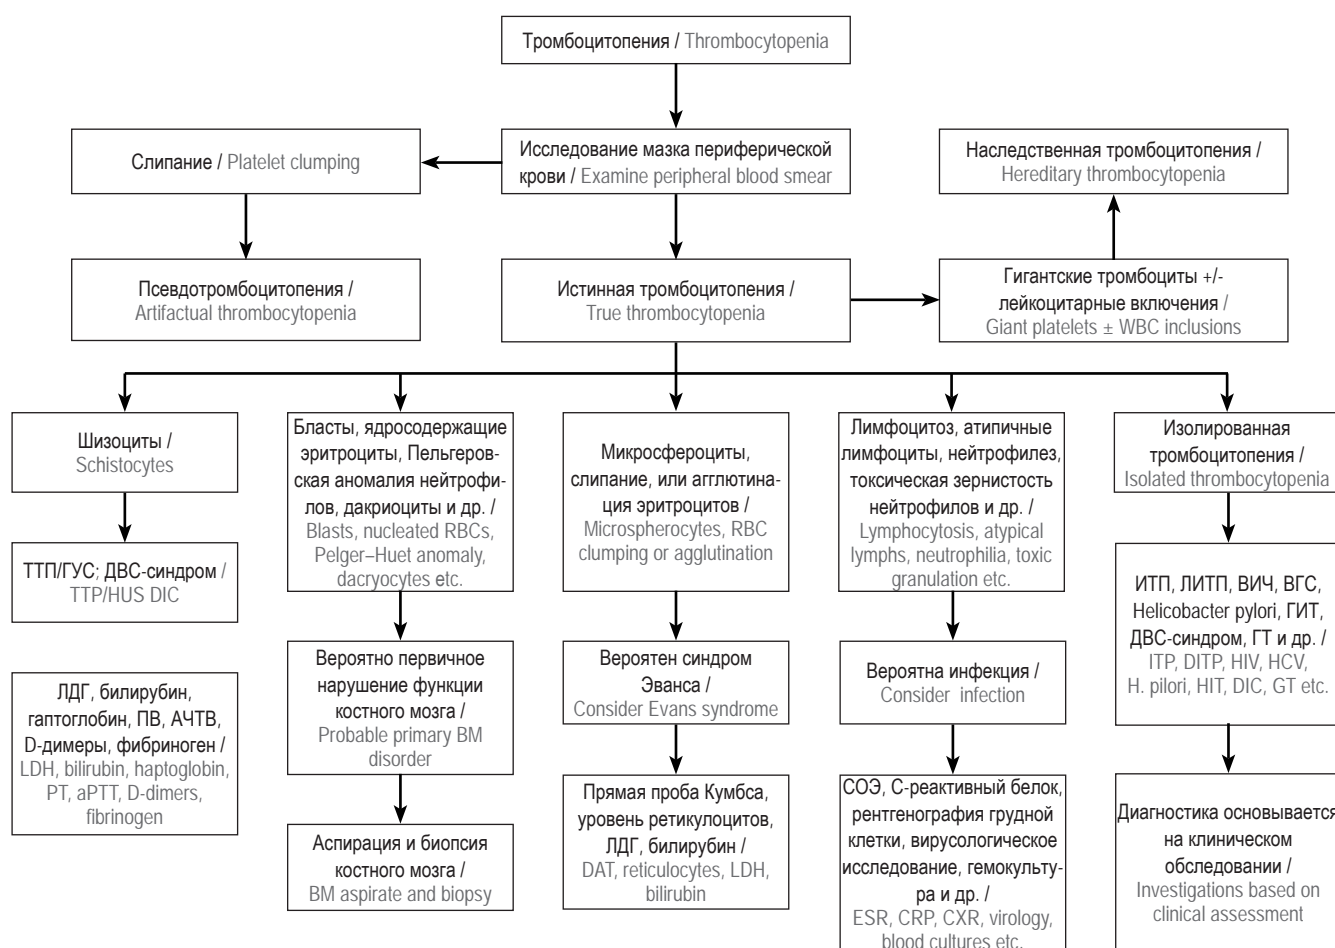 Тромбоцитопения / Thrombocytopenia
Слипание / Platelet clumping
Исследование мазка периферической
крови / Examine peripheral blood smear
Наследственная тромбоцитопения /
Hereditary thrombocytopenia
Псевдотромбоцитопения /
Artifactual thrombocytopenia
Истинная тромбоцитопения /
True thrombocytopenia
Гигантские тромбоциты +/-
лейкоцитарные включения /
Giant platelets ± WBC inclusions
Шизоциты /
Schistocytes
Бласты, ядросодержащие
эритроциты, Пельгеров-
ская аномалия нейтрофи-
лов, дакриоциты и др. /
Blasts, nucleated RBCs,
Pelger–Huet anomaly,
dacryocytes etc.
Микросфероциты,
слипание, или агглютина-
ция эритроцитов /
Microspherocytes, RBC
clumping or agglutination
Лимфоцитоз, атипичные
лимфоциты, нейтрофилез,
токсическая зернистость
нейтрофилов и др. /
Lymphocytosis, atypical
lymphs, neutrophilia, toxic
granulation etc.
Изолированная
тромбоцитопения /
Isolated thrombocytopenia
ТТП/ГУС; ДВС-синдром /
TTP/HUS DIC
Вероятно первичное
нарушение функции
костного мозга /
Probable primary BM
disorder
Вероятен синдром
Эванса /
Consider Evans syndrome
Вероятна инфекция /
Consider infection
ИТП, ЛИТП, ВИЧ, ВГС,
Helicobacter pylori, ГИТ,
ДВС-синдром, ГТ и др. /
ITP, DITP, HIV, HCV,
H. pilori, HIT, DIC, GT etc.
ЛДГ, билирубин,
гаптоглобин, ПВ, АЧТВ,
D-димеры, фибриноген /
LDH, bilirubin, haptoglobin,
PT, aPTT, D-dimers,
fibrinogen
Аспирация и биопсия
костного мозга /
BM aspirate and biopsy
Прямая проба Кумбса,
уровень ретикулоцитов,
ЛДГ, билирубин /
DAT, reticulocytes, LDH,
bilirubin
СОЭ, С-реактивный белок,
рентгенография грудной
клетки, вирусологическое
исследование, гемокульту-
ра и др. /
ESR, CRP, CXR, virology,
blood cultures etc.
Диагностика основывается
на клиническом
обследовании /
Investigations based on
clinical assessment